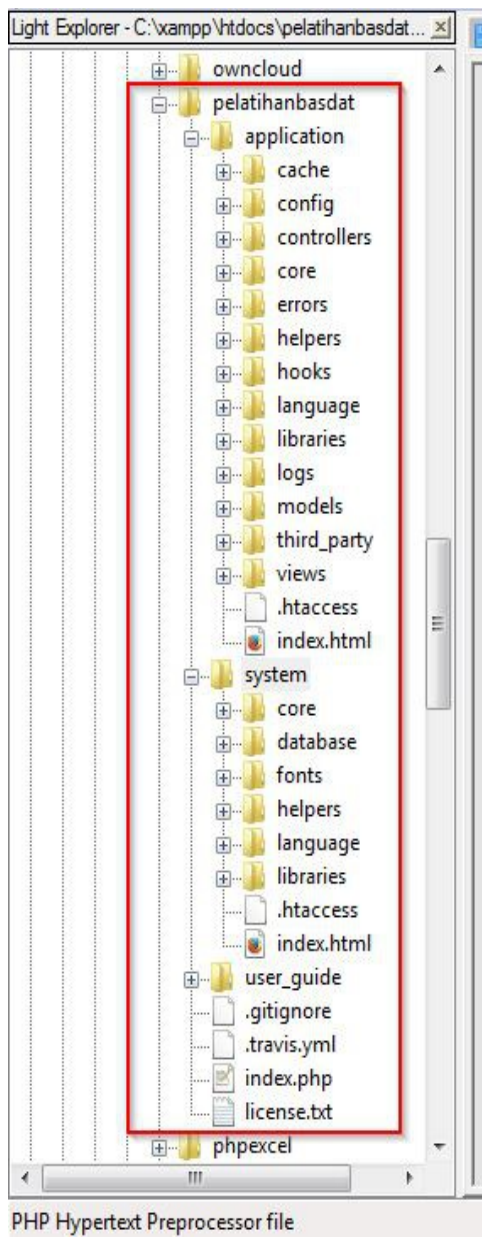 Light Explorer - C:\xampp\htdocs\pelatihanbasdat...
owncloud
pelatihanbasdat
application
cache
config
controllers
core
errors
helpers
hooks
language
libraries
logs
models
third_party
views
.htaccess
index.html
system
core
database
fonts
helpers
language
libraries
.htaccess
index.html
user_guide
.gitignore
.travis.yml
index.php
license.txt
phpexcel
PHP Hypertext Preprocessor file